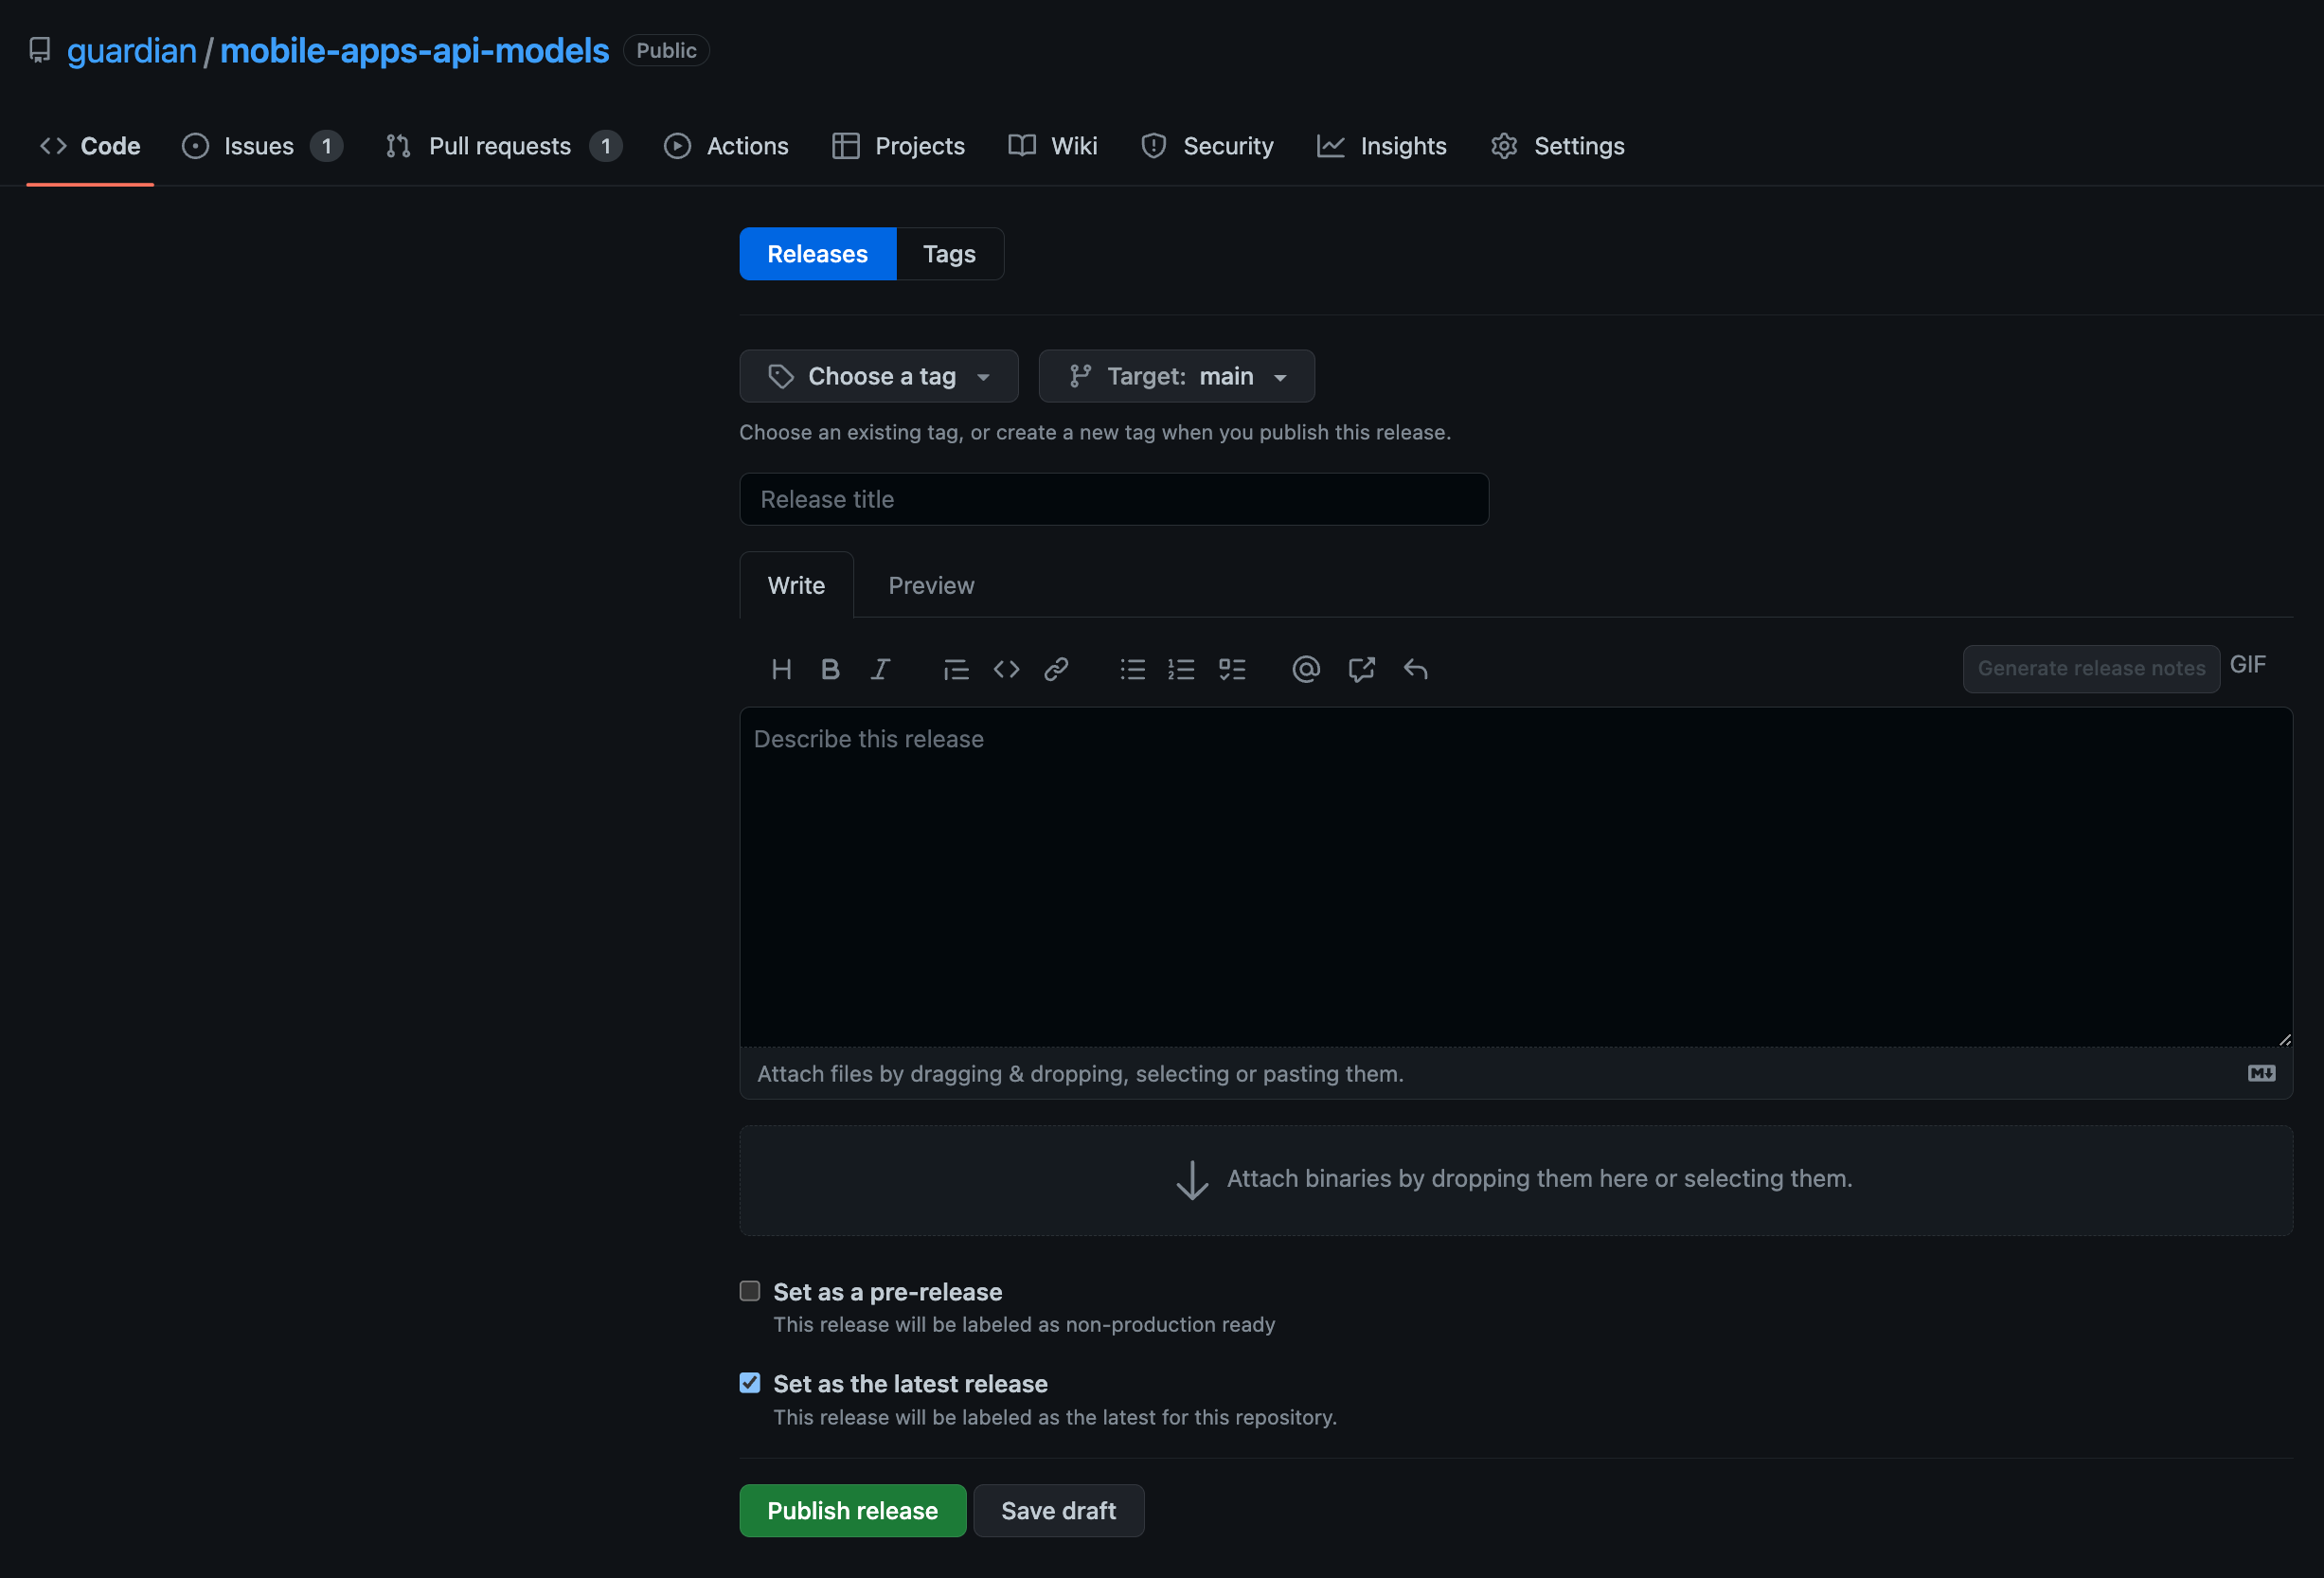 guardian / mobile-apps-api-models Public
Code Issues 1 Pull requests 1 Actions Projects Wiki Security Insights Settings
Releases Tags
Choose a tag Target: main
Choose an existing tag, or create a new tag when you publish this release.
Release title
Write Preview
H B I Generate release notes GIF
Describe this release
Attach files by dragging & dropping, selecting or pasting them.
Attach binaries by dropping them here or selecting them.
Set as a pre-release
This release will be labeled as non-production ready
Set as the latest release
This release will be labeled as the latest for this repository.
Publish release Save draft